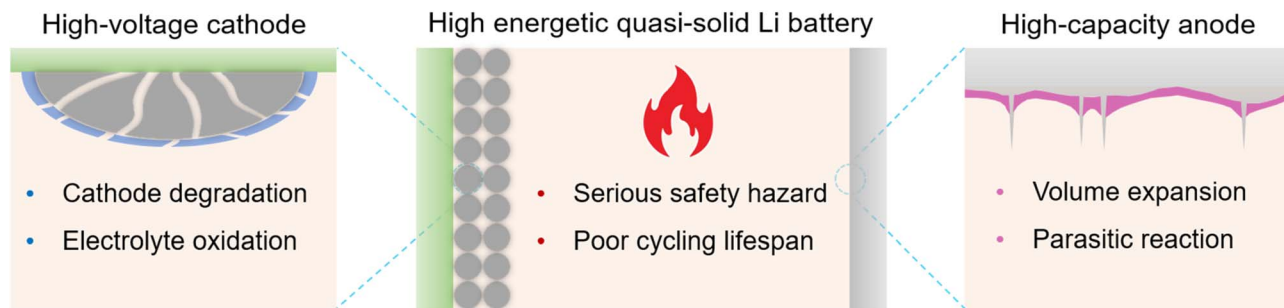 High-voltage cathode
• Cathode degradation
• Electrolyte oxidation
High energetic quasi-solid Li battery
• Serious safety hazard
• Poor cycling lifespan
High-capacity anode
• Volume expansion
• Parasitic reaction